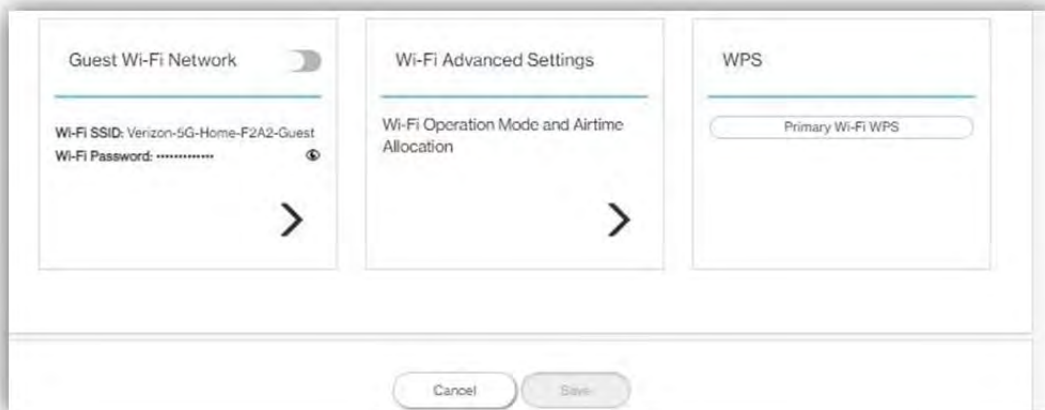 Guest Wi-Fi Network
Wi-Fi SSID: Verizon-5G-Home-F2A2-Guest
Wi-Fi Password: •••••••••••••
Wi-Fi Advanced Settings
Wi-Fi Operation Mode and Airtime
Allocation
WPS
Primary Wi-Fi WPS
Cancel
Save